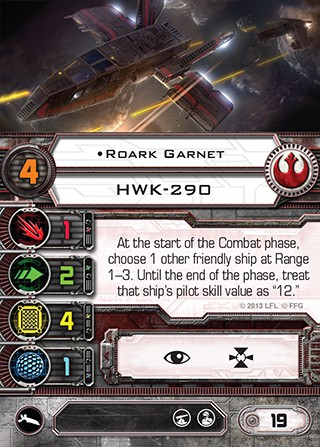 •Roark Garnet
4
HWK-290
1
At the start of the Combat phase,
choose 1 other friendly ship at Range
1–3. Until the end of the phase, treat
that ship's pilot skill value as “12.”
2
© 2013 LFL © FFG
4
1
19